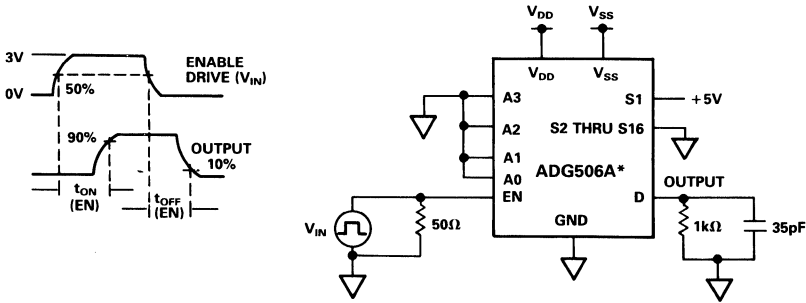 3V
0V
50%
ENABLE
DRIVE (VIN)
90%
OUTPUT
10%
tON
(EN)
tOFF
(EN)
VDD
VSS
VDD
VSS
A3
A2
A1
A0
EN
S1
+5V
S2 THRU S16
ADG506A*
D
GND
OUTPUT
VIN
50Ω
1kΩ
35pF